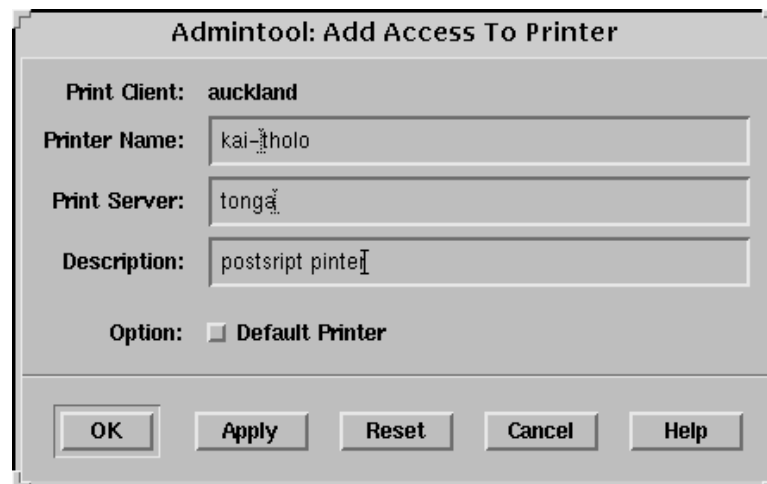 Admintool: Add Access To Printer
Print Client: auckland
Printer Name: kai-tholo
Print Server: tonga
Description: postsript pinter
Option: Default Printer
OK Apply Reset Cancel Help